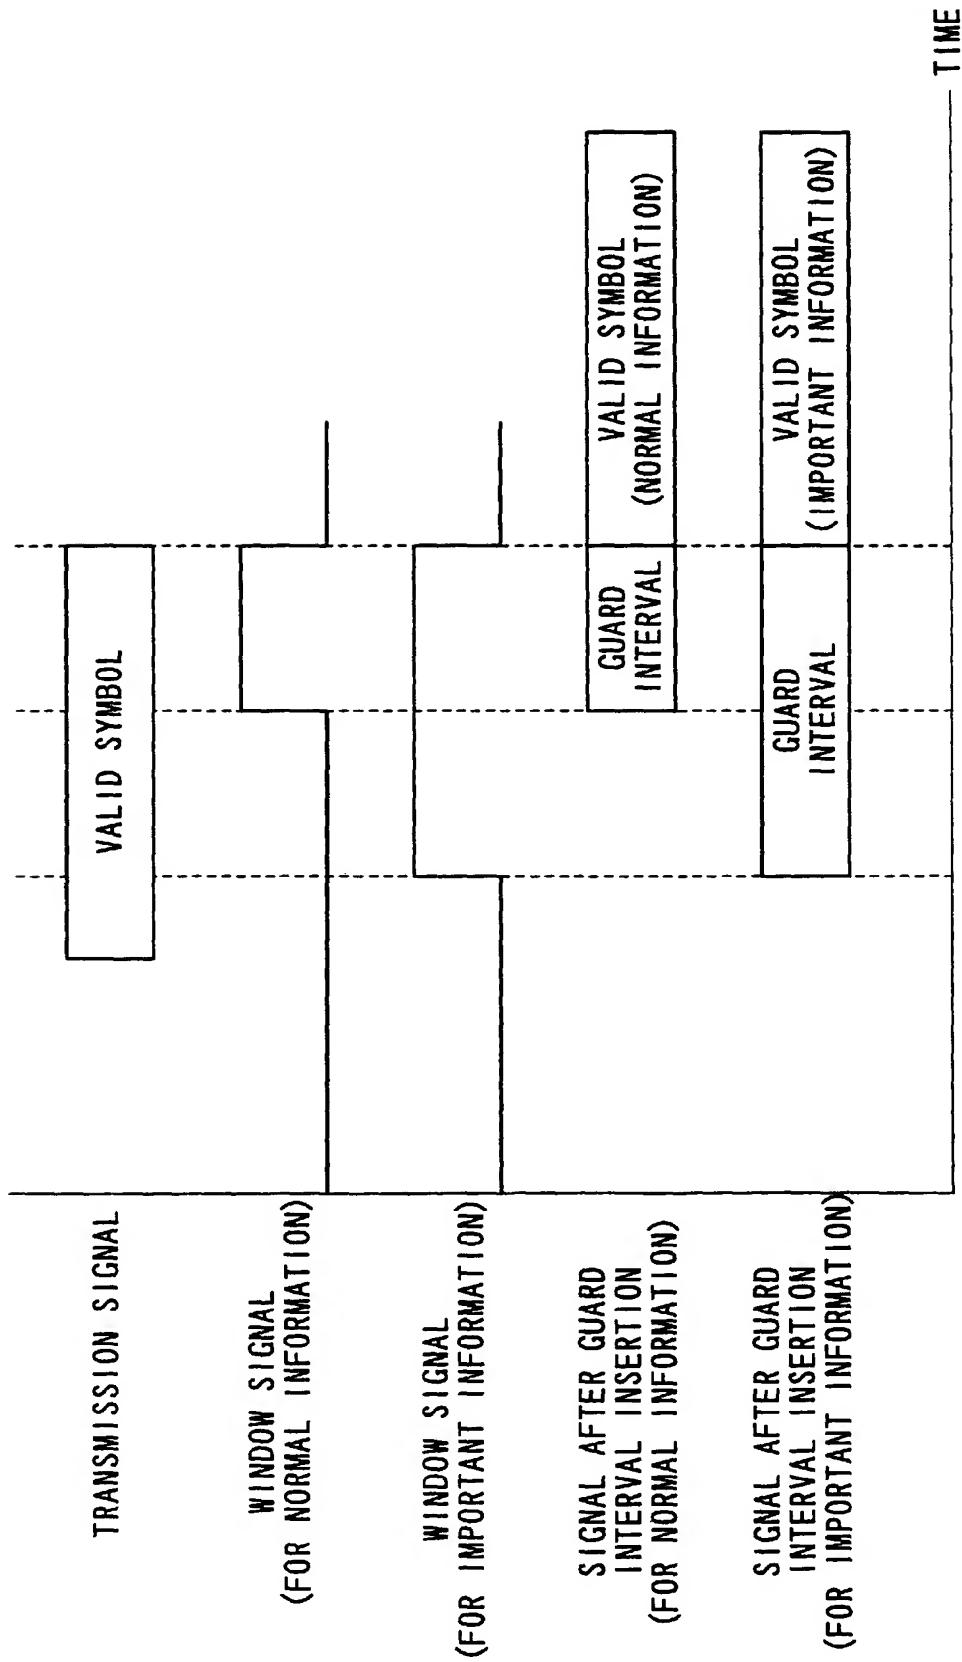 TRANSMISSION SIGNAL
VALID SYMBOL
WINDOW SIGNAL
(FOR NORMAL INFORMATION)
WINDOW SIGNAL
(FOR IMPORTANT INFORMATION)
SIGNAL AFTER GUARD
INTERVAL INSERTION
(FOR NORMAL INFORMATION)
GUARD
INTERVAL
VALID SYMBOL
(NORMAL INFORMATION)
SIGNAL AFTER GUARD
INTERVAL INSERTION
(FOR IMPORTANT INFORMATION)
GUARD
INTERVAL
VALID SYMBOL
(IMPORTANT INFORMATION)
TIME